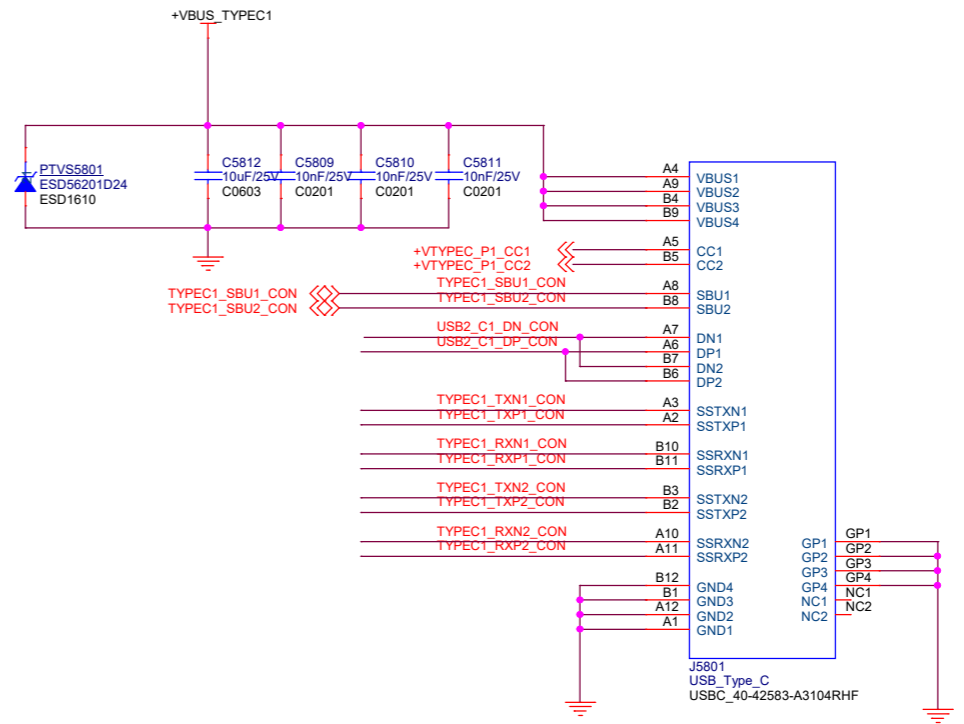 +VBUS_TYPEC1
PTVS5801
ESD56201D24
ESD1610
C5812
10uF/25V
C0603
C5809
10nF/25V
C0201
C5810
10nF/25V
C0201
C5811
10nF/25V
C0201
+VTYPEC_P1_CC1
+VTYPEC_P1_CC2
TYPEC1_SBU1_CON
TYPEC1_SBU2_CON
TYPEC1_SBU1_CON
TYPEC1_SBU2_CON
USB2_C1_DN_CON
USB2_C1_DP_CON
TYPEC1_TXN1_CON
TYPEC1_TXP1_CON
TYPEC1_RXN1_CON
TYPEC1_RXP1_CON
TYPEC1_TXN2_CON
TYPEC1_TXP2_CON
TYPEC1_RXN2_CON
TYPEC1_RXP2_CON
A4 VBUS1
A9 VBUS2
B4 VBUS3
B9 VBUS4
A5 CC1
B5 CC2
A8 SBU1
B8 SBU2
A7 DN1
A6 DP1
B7 DN2
B6 DP2
A3 SSTXN1
A2 SSTXP1
B10 SSRXN1
B11 SSRXP1
B3 SSTXN2
B2 SSTXP2
A10 SSRXN2
A11 SSRXP2
B12 GND4
B1 GND3
A12 GND2
A1 GND1
GP1 GP1
GP2 GP2
GP3 GP3
GP4 GP4
NC1 NC1
NC2 NC2
J5801
USB_Type_C
USBC_40-42583-A3104RHF